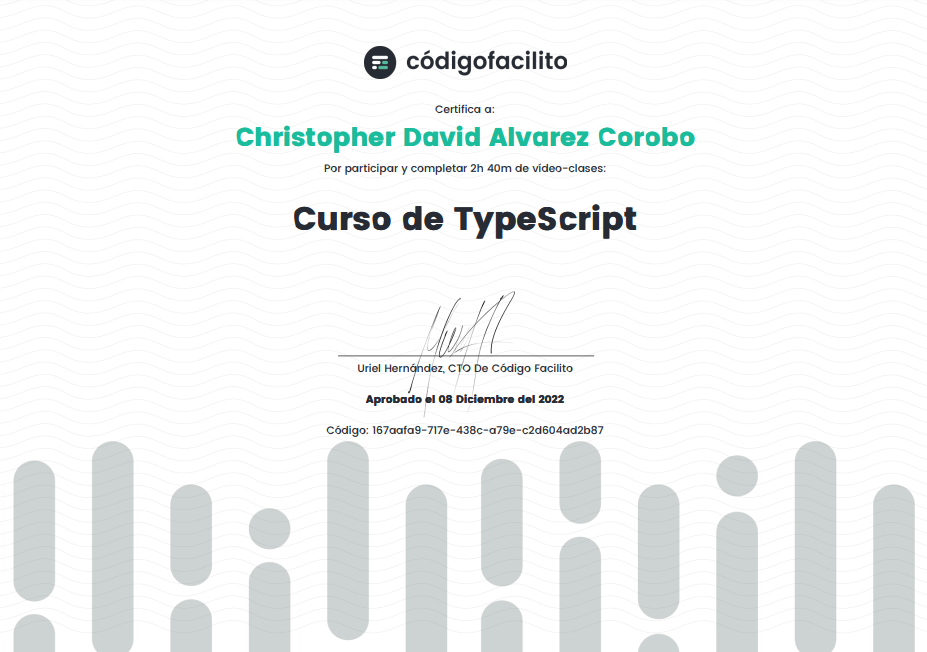 códigofacilito
Certifica a:
Christopher David Alvarez Corobo
Por participar y completar 2h 40m de vídeo-clases:
Curso de TypeScript
Uriel Hernández, CTO De Código Facilito
Aprobado el 08 Diciembre del 2022
Código: 167aafa9-717e-438c-a79e-c2d604ad2b87